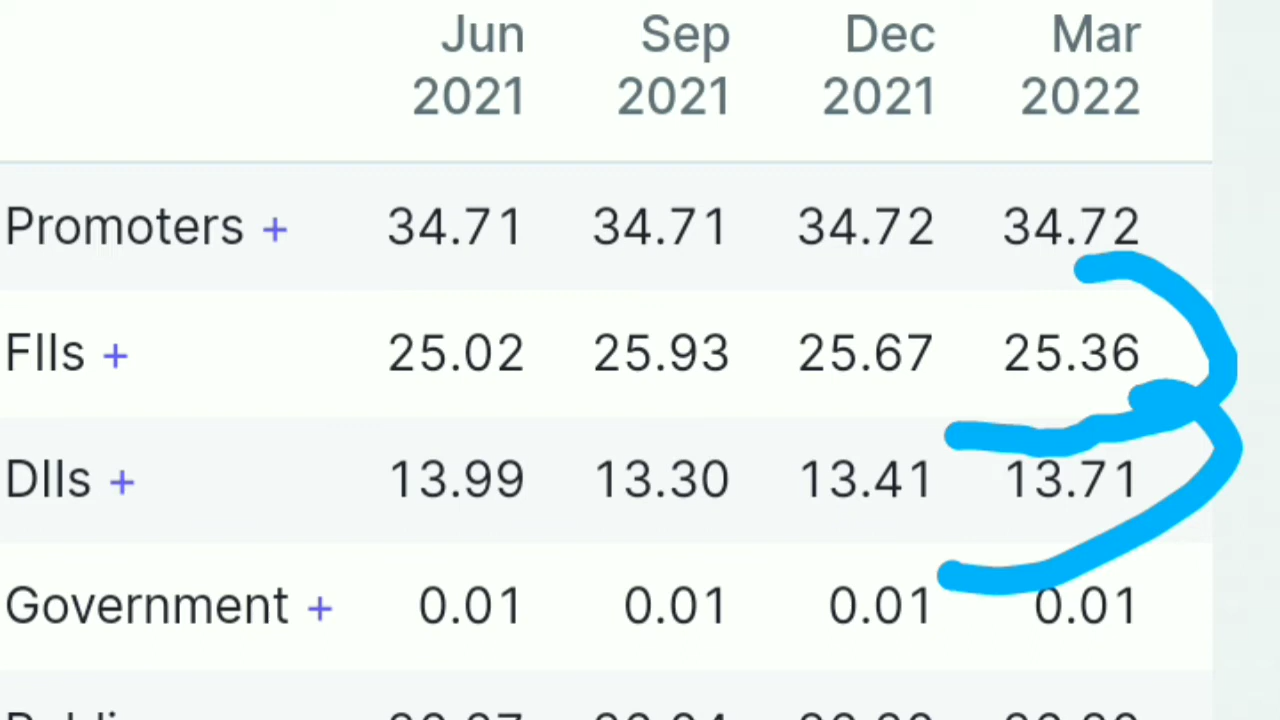 Jun Sep Dec Mar
2021 2021 2021 2022
Promoters + 34.71 34.71 34.72 34.72
FIIs + 25.02 25.93 25.67 25.36
DIIs + 13.99 13.30 13.41 13.71
Government + 0.01 0.01 0.01 0.01